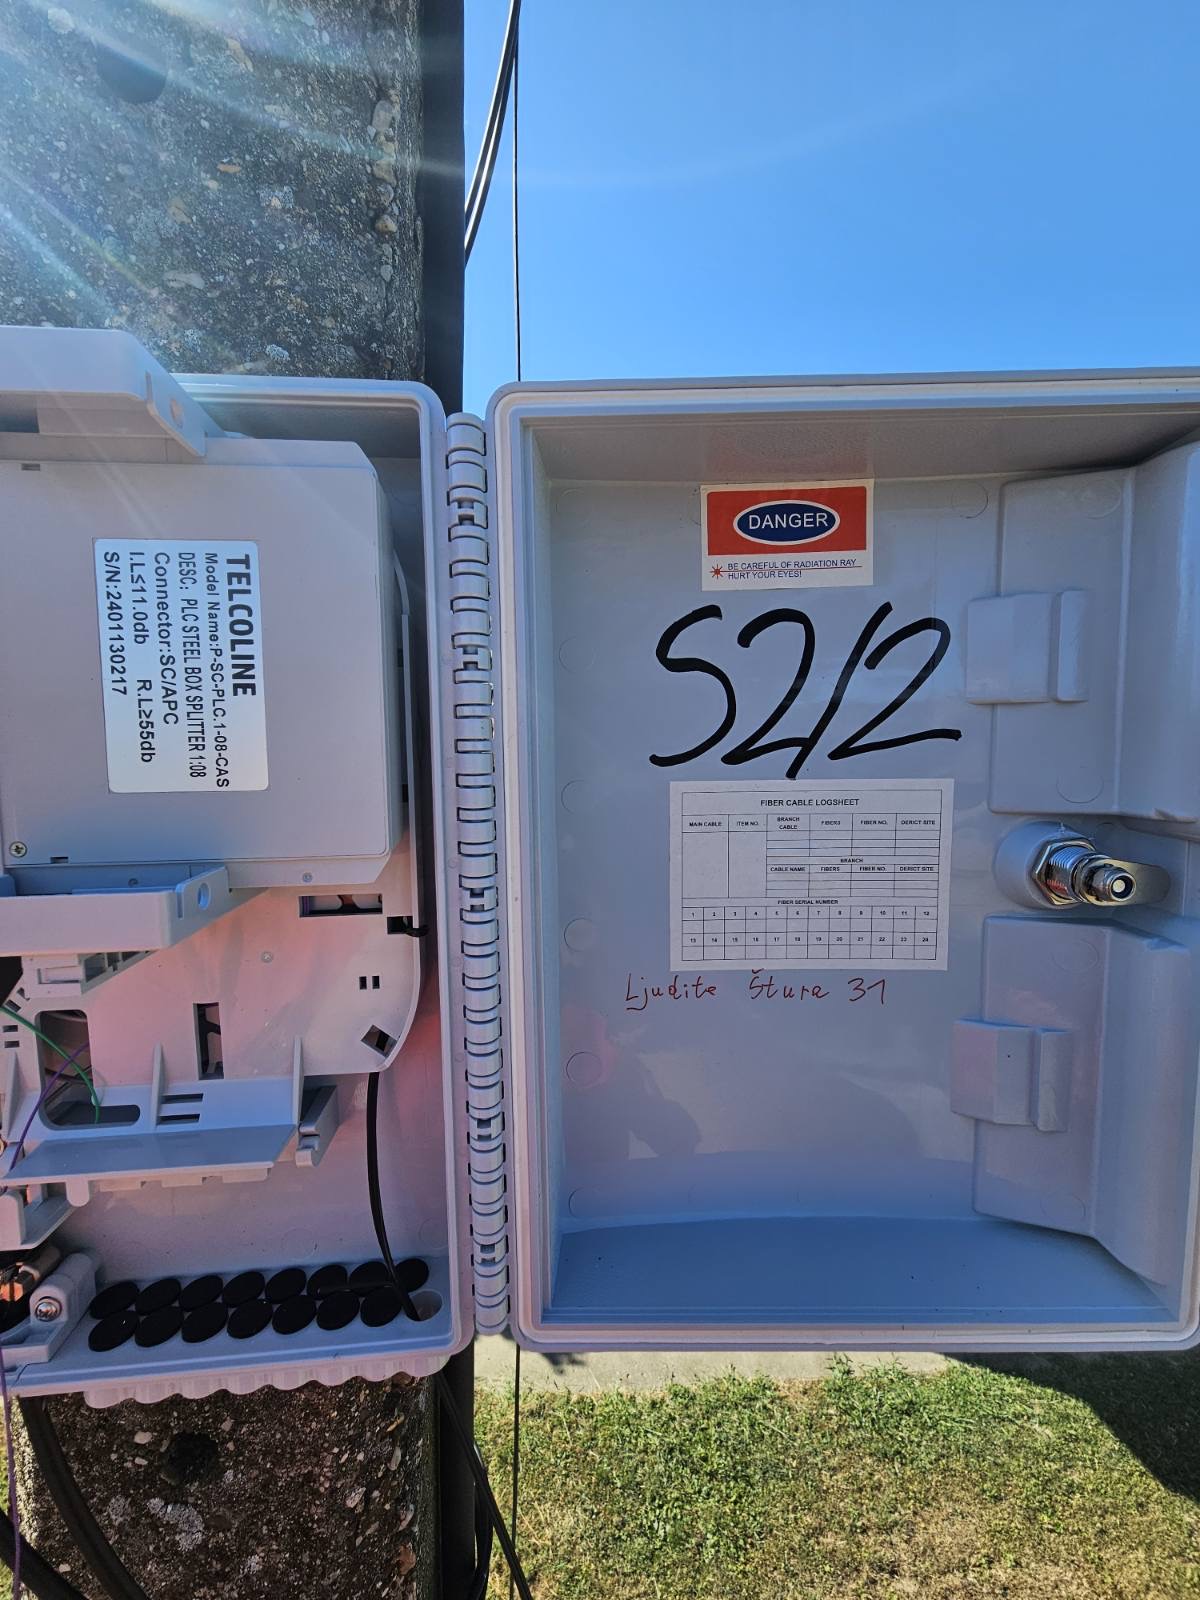 TELCOLINE
Model Name:P-SC-PLC.1-08-CAS
DESC: PLC STEEL BOX SPLITTER 1:08
Connector:SC/APC
I.L≤11.0db R.L≥55db
S/N:2401130217
DANGER
BE CAREFUL OF RADIATION RAY
HURT YOUR EYES!
S2/2
FIBER CABLE LOGSHEET
MAIN CABLE ITEM NO. BRANCH CABLE FIBERS FIBER NO. DERICT SITE
BRANCH
CABLE NAME FIBERS FIBER NO. DERICT SITE
FIBER SERIAL NUMBER
1 2 3 4 5 6 7 8 9 10 11 12
13 14 15 16 17 18 19 20 21 22 23 24
Ljudite Štura 31